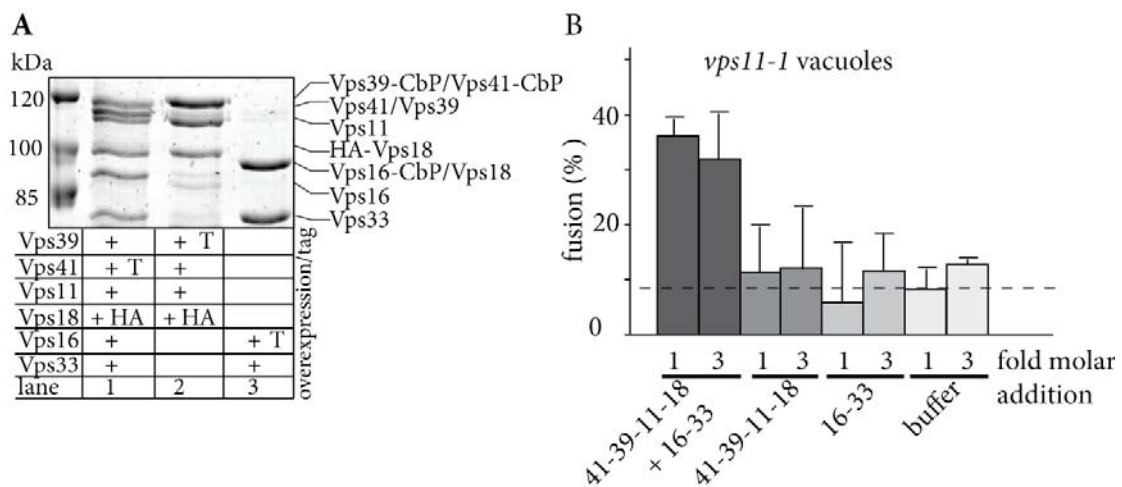 A
kDa
120
100
85
Vps39-CbP/Vps41-CbP
Vps41/Vps39
Vps11
HA-Vps18
Vps16-CbP/Vps18
Vps16
Vps33
Vps39 + + T
Vps41 + T +
Vps11 + +
Vps18 + HA + HA
Vps16 + + T
Vps33 + +
lane 1 2 3
overexpression/tag
B
vps11-1 vacuoles
fusion (% )
40
20
0
1 3 1 3 1 3 1 3 fold molar
addition
41-39-11-18
+ 16-33
41-39-11-18
16-33
buffer